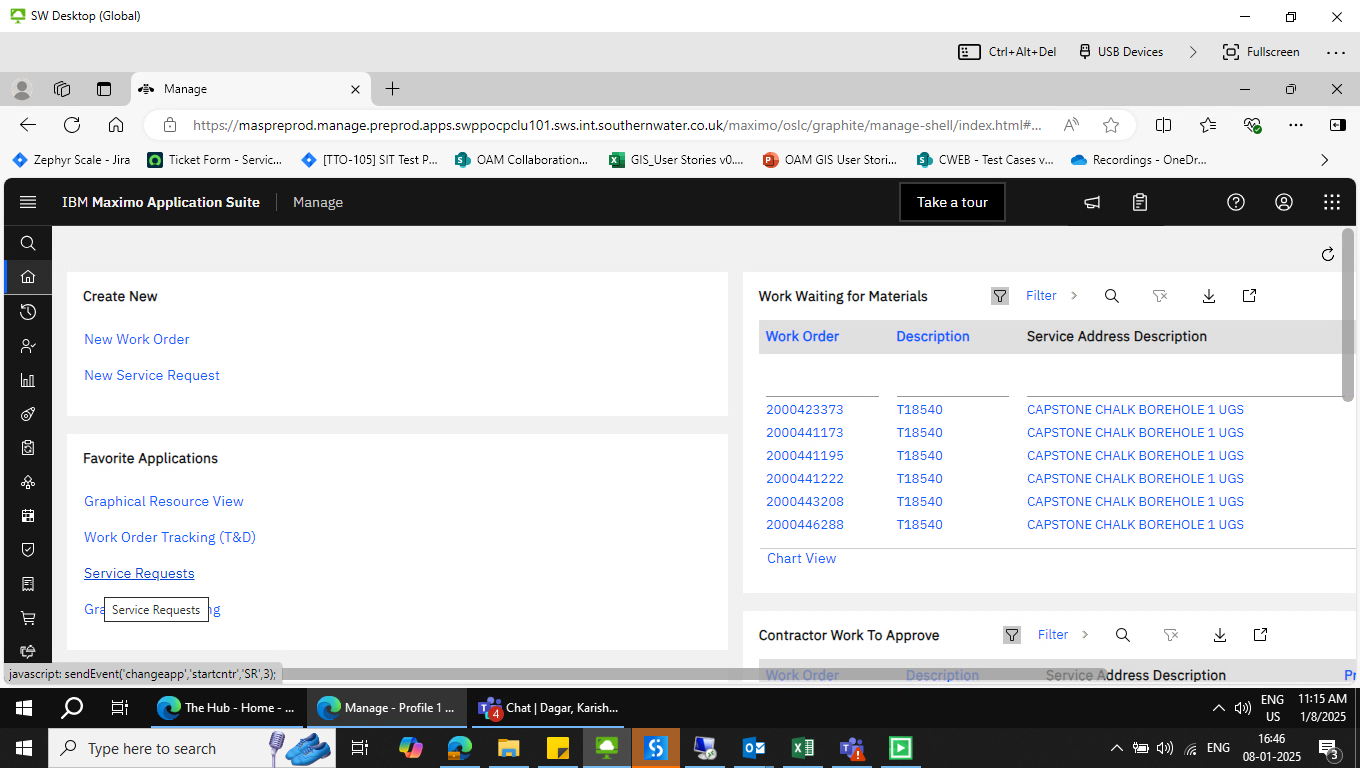 SW Desktop (Global)
Ctrl+Alt+Del
USB Devices
Fullscreen
Manage
https://maspreprod.manage.preprod.apps.swppocpclu101.sws.int.southernwater.co.uk/maximo/oslc/graphite/manage-shell/index.html#...
Zephyr Scale - Jira
Ticket Form - Servic...
[TTO-105] SIT Test P...
OAM Collaboration...
GIS_User Stories v0....
OAM GIS User Stori...
CWEB - Test Cases v...
Recordings - OneDr...
IBM Maximo Application Suite
Manage
Take a tour
Create New
New Work Order
New Service Request
Favorite Applications
Graphical Resource View
Work Order Tracking (T&D)
Service Requests
Service Requests
javascript: sendEvent('changeapp','startcntr','SR',3);
Work Waiting for Materials
Filter
Work Order Description Service Address Description
2000423373 T18540 CAPSTONE CHALK BOREHOLE 1 UGS
2000441173 T18540 CAPSTONE CHALK BOREHOLE 1 UGS
2000441195 T18540 CAPSTONE CHALK BOREHOLE 1 UGS
2000441222 T18540 CAPSTONE CHALK BOREHOLE 1 UGS
2000443208 T18540 CAPSTONE CHALK BOREHOLE 1 UGS
2000446288 T18540 CAPSTONE CHALK BOREHOLE 1 UGS
Chart View
Contractor Work To Approve
Filter
Work Order Description Service Address Description Pr
The Hub - Home - ...
Manage - Profile 1 ...
4
Chat | Dagar, Karish...
ENG
US
11:15 AM
1/8/2025
Type here to search
ENG
16:46
08-01-2025
3